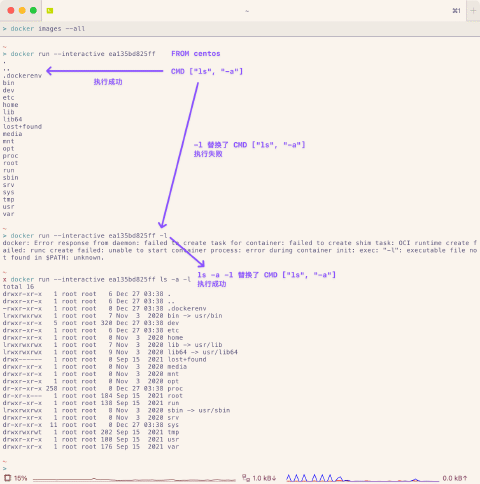 ~
⌘1
> docker images --all
~
> docker run --interactive ea135bd825ff
FROM centos
.
..
CMD ["ls", "-a"]
.dockerenv
执行成功
bin
dev
etc
home
lib
lib64
lost+found
media
mnt
-l 替换了 CMD ["ls", "-a"]
opt
执行失败
proc
root
run
sbin
srv
sys
tmp
usr
var
~
> docker run --interactive ea135bd825ff -l
docker: Error response from daemon: failed to create task for container: failed to create shim task: OCI runtime create f
ailed: runc create failed: unable to start container process: error during container init: exec: "-l": executable file no
t found in $PATH: unknown.
~
ls -a -l 替换了 CMD ["ls", "-a"]
执行成功
x docker run --interactive ea135bd825ff ls -a -l
total 16
drwxr-xr-x 1 root root 6 Dec 27 03:38 .
drwxr-xr-x 1 root root 6 Dec 27 03:38 ..
-rwxr-xr-x 1 root root 0 Dec 27 03:38 .dockerenv
lrwxrwxrwx 1 root root 7 Nov 3 2020 bin -> usr/bin
drwxr-xr-x 5 root root 320 Dec 27 03:38 dev
drwxr-xr-x 1 root root 6 Dec 27 03:38 etc
drwxr-xr-x 1 root root 0 Nov 3 2020 home
lrwxrwxrwx 1 root root 7 Nov 3 2020 lib -> usr/lib
lrwxrwxrwx 1 root root 9 Nov 3 2020 lib64 -> usr/lib64
drwx------ 1 root root 0 Sep 15 2021 lost+found
drwxr-xr-x 1 root root 0 Nov 3 2020 media
drwxr-xr-x 1 root root 0 Nov 3 2020 mnt
drwxr-xr-x 1 root root 0 Nov 3 2020 opt
dr-xr-xr-x 258 root root 0 Dec 27 03:38 proc
dr-xr-x--- 1 root root 184 Sep 15 2021 root
drwxr-xr-x 1 root root 138 Sep 15 2021 run
lrwxrwxrwx 1 root root 8 Nov 3 2020 sbin -> usr/sbin
drwxr-xr-x 1 root root 0 Nov 3 2020 srv
dr-xr-xr-x 11 root root 0 Dec 27 03:38 sys
drwxrwxrwt 1 root root 202 Sep 15 2021 tmp
drwxr-xr-x 1 root root 100 Sep 15 2021 usr
drwxr-xr-x 1 root root 176 Sep 15 2021 var
~
>
15%
1.0 kB↓
0.0 kB↑